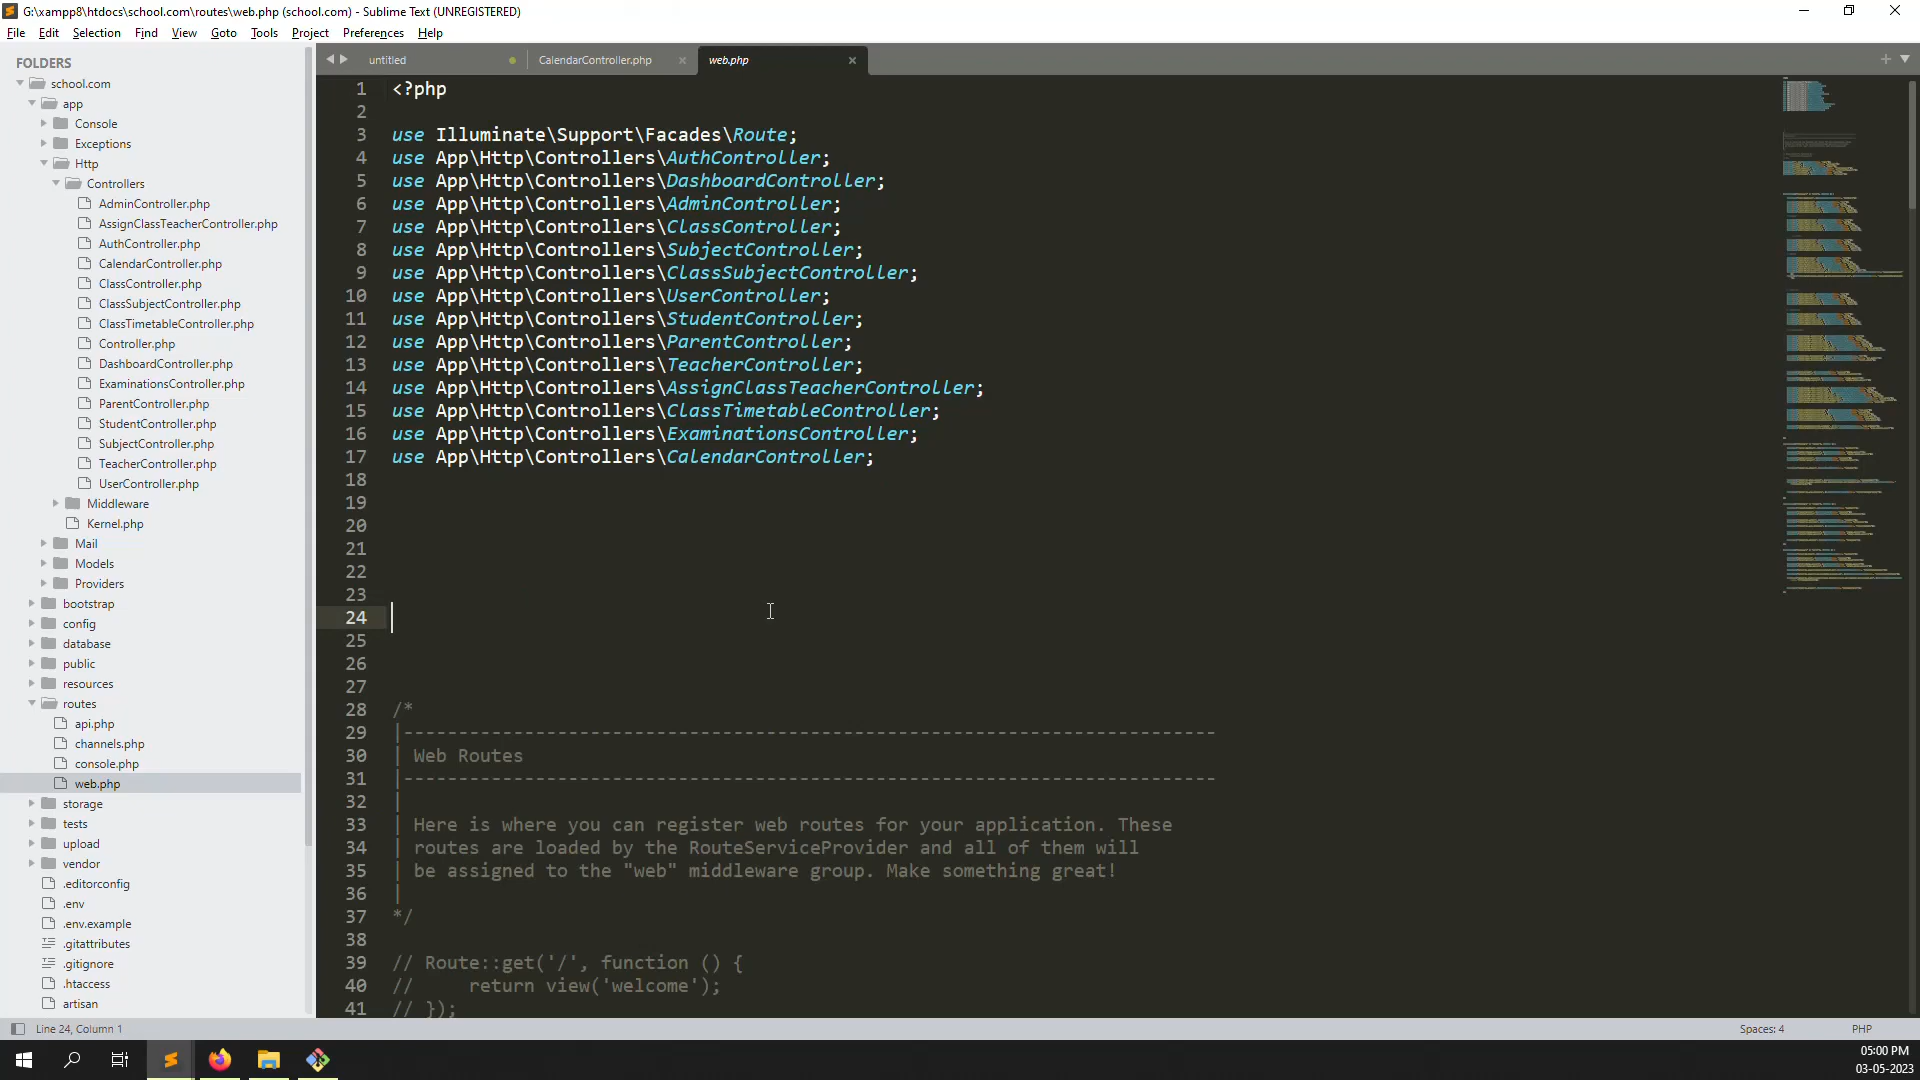 G:\xampp8\htdocs\school.com\routes\web.php (school.com) - Sublime Text (UNREGISTERED)
File Edit Selection Find View Goto Tools Project Preferences Help
FOLDERS
school.com
app
Console
Exceptions
Http
Controllers
AdminController.php
AssignClassTeacherController.php
AuthController.php
CalendarController.php
ClassController.php
ClassSubjectController.php
ClassTimetableController.php
Controller.php
DashboardController.php
ExaminationsController.php
ParentController.php
StudentController.php
SubjectController.php
TeacherController.php
UserController.php
Middleware
Kernel.php
Mail
Models
Providers
bootstrap
config
database
public
resources
routes
api.php
channels.php
console.php
web.php
storage
tests
upload
vendor
.editorconfig
.env
.env.example
.gitattributes
.gitignore
.htaccess
artisan
untitled CalendarController.php web.php
1 <?php
2
3 use Illuminate\Support\Facades\Route;
4 use App\Http\Controllers\AuthController;
5 use App\Http\Controllers\DashboardController;
6 use App\Http\Controllers\AdminController;
7 use App\Http\Controllers\ClassController;
8 use App\Http\Controllers\SubjectController;
9 use App\Http\Controllers\ClassSubjectController;
10 use App\Http\Controllers\UserController;
11 use App\Http\Controllers\StudentController;
12 use App\Http\Controllers\ParentController;
13 use App\Http\Controllers\TeacherController;
14 use App\Http\Controllers\AssignClassTeacherController;
15 use App\Http\Controllers\ClassTimetableController;
16 use App\Http\Controllers\ExaminationsController;
17 use App\Http\Controllers\CalendarController;
18
19
20
21
22
23
24
25
26
27
28 /*
29 |--------------------------------------------------------------------------
30 | Web Routes
31 |--------------------------------------------------------------------------
32 |
33 | Here is where you can register web routes for your application. These
34 | routes are loaded by the RouteServiceProvider and all of them will
35 | be assigned to the "web" middleware group. Make something great!
36 |
37 */
38
39 // Route::get('/', function () {
40 //     return view('welcome');
41 // });
Line 24, Column 1 Spaces: 4 PHP
05:00 PM
03-05-2023